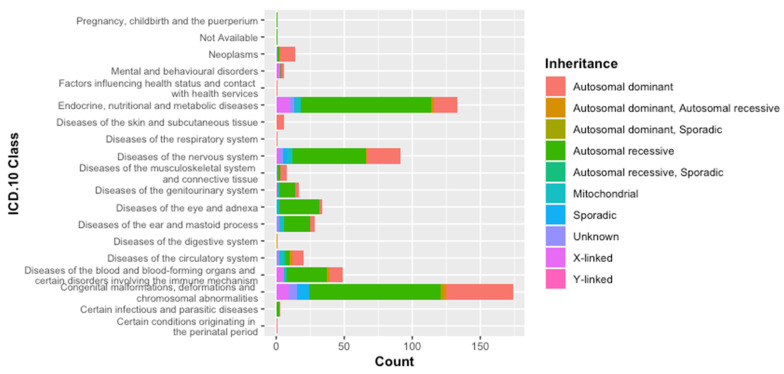 Pregnancy, childbirth and the puerperium
Not Available
Neoplasms
Mental and behavioural disorders
Factors influencing health status and contact
with health services
Endocrine, nutritional and metabolic diseases
Diseases of the skin and subcutaneous tissue
Diseases of the respiratory system
Diseases of the nervous system
Diseases of the musculoskeletal system
and connective tissue
Diseases of the genitourinary system
Diseases of the eye and adnexa
Diseases of the ear and mastoid process
Diseases of the digestive system
Diseases of the circulatory system
Diseases of the blood and blood-forming organs and
certain disorders involving the immune mechanism
Congenital malformations, deformations and
chromosomal abnormalities
Certain infectious and parasitic diseases
Certain conditions originating in
the perinatal period
ICD.10 Class
0 50 100 150
Count
Inheritance
Autosomal dominant
Autosomal dominant, Autosomal recessive
Autosomal dominant, Sporadic
Autosomal recessive
Autosomal recessive, Sporadic
Mitochondrial
Sporadic
Unknown
X-linked
Y-linked